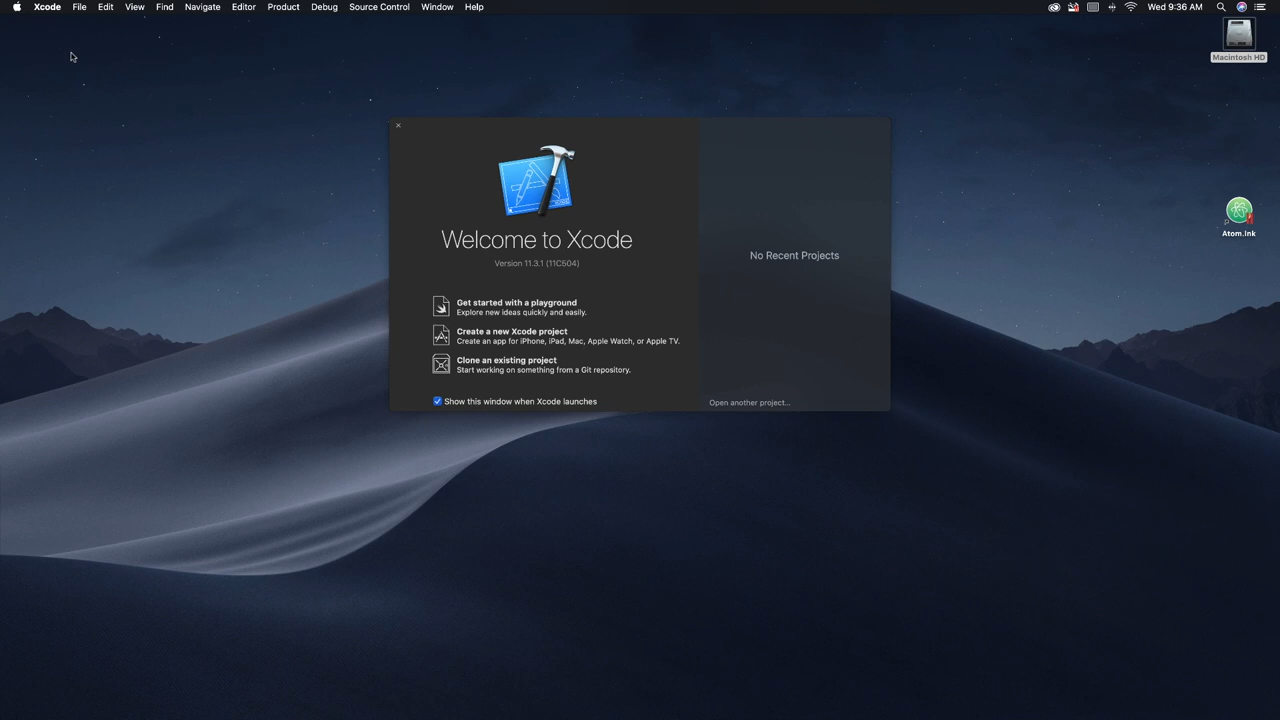 Xcode File Edit View Find Navigate Editor Product Debug Source Control Window Help Wed 9:36 AM
Macintosh HD
Welcome to Xcode
Version 11.3.1 (11C504)
Get started with a playground
Explore new ideas quickly and easily.
Create a new Xcode project
Create an app for iPhone, iPad, Mac, Apple Watch, or Apple TV.
Clone an existing project
Start working on something from a Git repository.
Show this window when Xcode launches
No Recent Projects
Open another project...
Atom.lnk